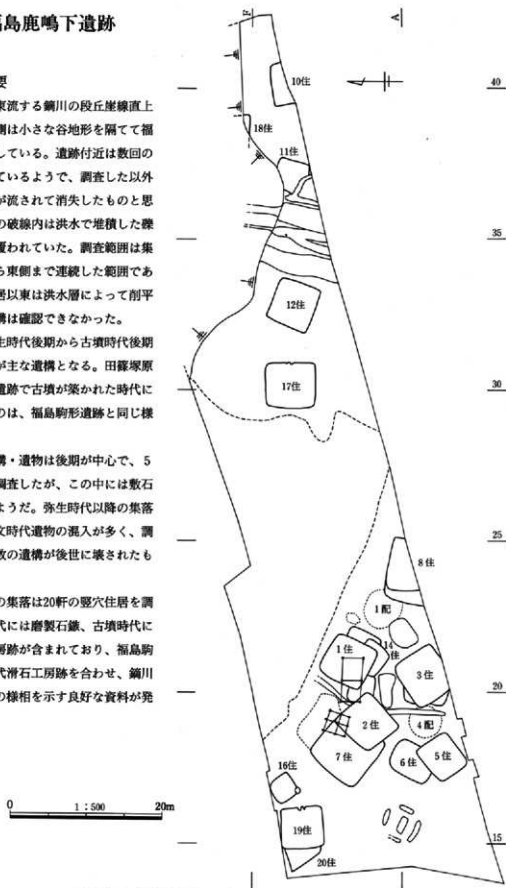 福島鹿嶋下遺跡
要
東流する鏑川の段丘崖線直上
側は小さな谷地形を隔てて福
している。遺跡付近は数回の
ているようで、調査した以外
が流されて消失したものと思
の破線内は洪水で堆積した礫
覆われていた。調査範囲は集
ら東側まで連続した範囲であ
居以東は洪水層によって削平
構は確認できなかった。
生時代後期から古墳時代後期
が主な遺構となる。田篠塚原
遺跡で古墳が築かれた時代に
のは、福島駒形遺跡と同じ様
構・遺物は後期が中心で、5
調査したが、この中には敷石
ようだ。弥生時代以降の集落
文時代遺物の混入が多く、調
数の遺構が後世に壊されたも
の集落は20軒の竪穴住居を調
代には磨製石鏃、古墳時代に
房跡が含まれており、福島駒
代滑石工房跡を合わせ、鏑川
の様相を示す良好な資料が発
0 1：500 20m
E
A
40
35
30
25
20
15
10住
18住
11住
12住
17住
8住
1配
14住
1住
3住
2住
4配
7住
6住
5住
16住
19住
20住